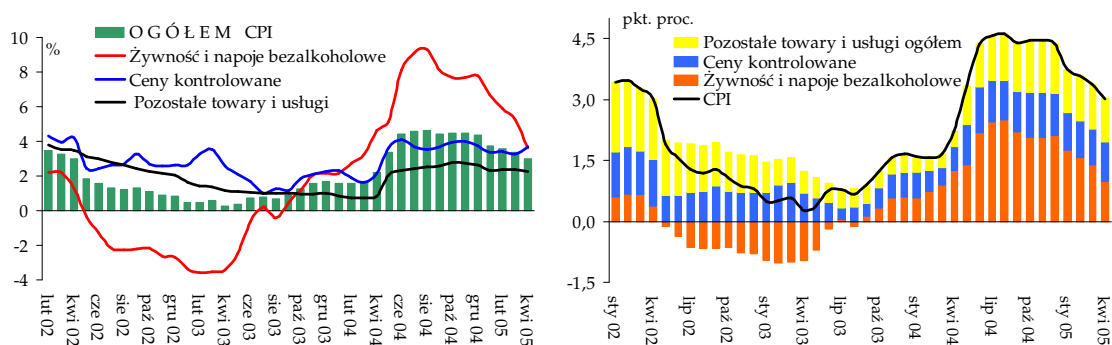 O G Ó Ł E M CPI
Żywność i napoje bezalkoholowe
Ceny kontrolowane
Pozostałe towary i usługi
%
10
8
6
4
2
0
-2
-4
lut 02
kwi 02
cze 02
sie 02
paź 02
gru 02
lut 03
kwi 03
cze 03
sie 03
paź 03
gru 03
lut 04
kwi 04
cze 04
sie 04
paź 04
gru 04
lut 05
kwi 05
pkt. proc.
Pozostałe towary i usługi ogółem
Ceny kontrolowane
Żywność i napoje bezalkoholowe
CPI
4,5
3,0
1,5
0,0
-1,5
sty 02
kwi 02
lip 02
paź 02
sty 03
kwi 03
lip 03
paź 03
sty 04
kwi 04
lip 04
paź 04
sty 05
kwi 05